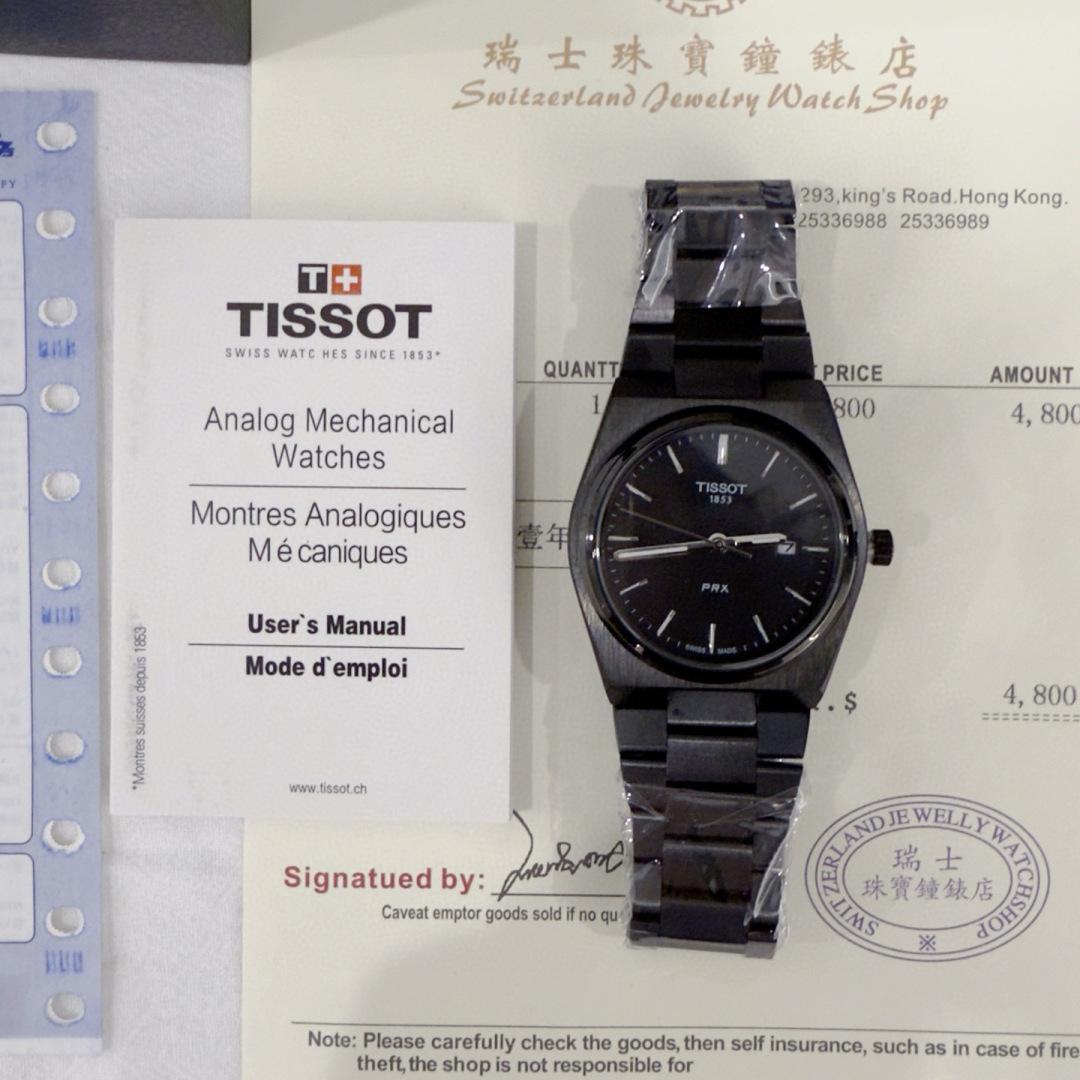 瑞士珠寶鐘錶店
Switzerland Jewelry Watch Shop
293,king's Road.Hong Kong.
25336988 25336989
PY
T+
TISSOT
SWISS WATC HES SINCE 1853*
Analog Mechanical
Watches
Montres Analogiques
Mé caniques
User`s Manual
Mode d`emploi
*Montres suisses depuis 1853
www.tissot.ch
QUANTT PRICE AMOUNT
1 800 4, 800
壹年
TISSOT
1853
7
PRX
SWISS MADE
. $ 4, 800
Signatued by:
Caveat emptor goods sold if no qu
SWITZERLAND JEWELLY WATCHSHOP
瑞士
珠寶鐘錶店
※
Note: Please carefully check the goods, then self insurance, such as in case of fire
theft, the shop is not responsible for